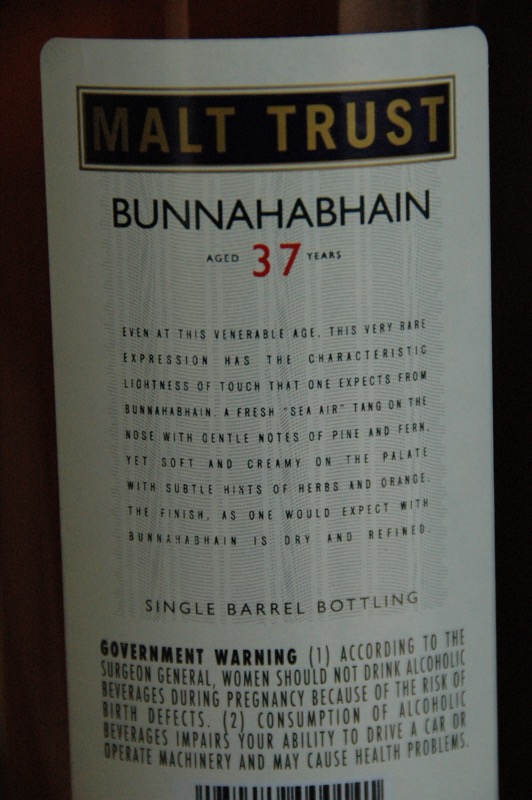 MALT TRUST
BUNNAHABHAIN
AGED 37 YEARS
EVEN AT THIS VENERABLE AGE, THIS VERY RARE
EXPRESSION HAS THE CHARACTERISTIC
LIGHTNESS OF TOUCH THAT ONE EXPECTS FROM
BUNNAHABHAIN. A FRESH "SEA AIR" TANG ON THE
NOSE WITH GENTLE NOTES OF PINE AND FERN,
YET SOFT AND CREAMY ON THE PALATE
WITH SUBTLE HINTS OF HERBS AND ORANGE.
THE FINISH, AS ONE WOULD EXPECT WITH
BUNNAHABHAIN IS DRY AND REFINED.
SINGLE BARREL BOTTLING
GOVERNMENT WARNING (1) ACCORDING TO THE
SURGEON GENERAL, WOMEN SHOULD NOT DRINK ALCOHOLIC
BEVERAGES DURING PREGNANCY BECAUSE OF THE RISK OF
BIRTH DEFECTS. (2) CONSUMPTION OF ALCOHOLIC
BEVERAGES IMPAIRS YOUR ABILITY TO DRIVE A CAR OR
OPERATE MACHINERY AND MAY CAUSE HEALTH PROBLEMS.